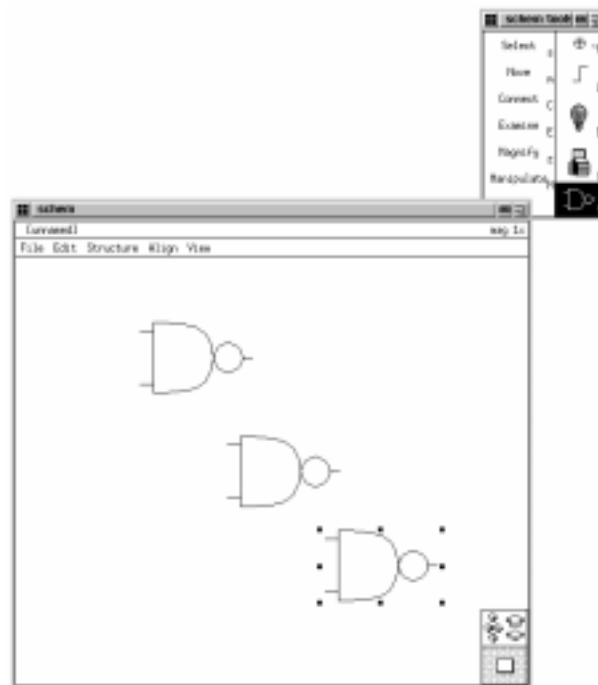 schem tools
Select s
Move m
Connect C
Examine E
Magnify z
Manipulate M
schem
[unnamed] mag 1x
File Edit Structure Align View